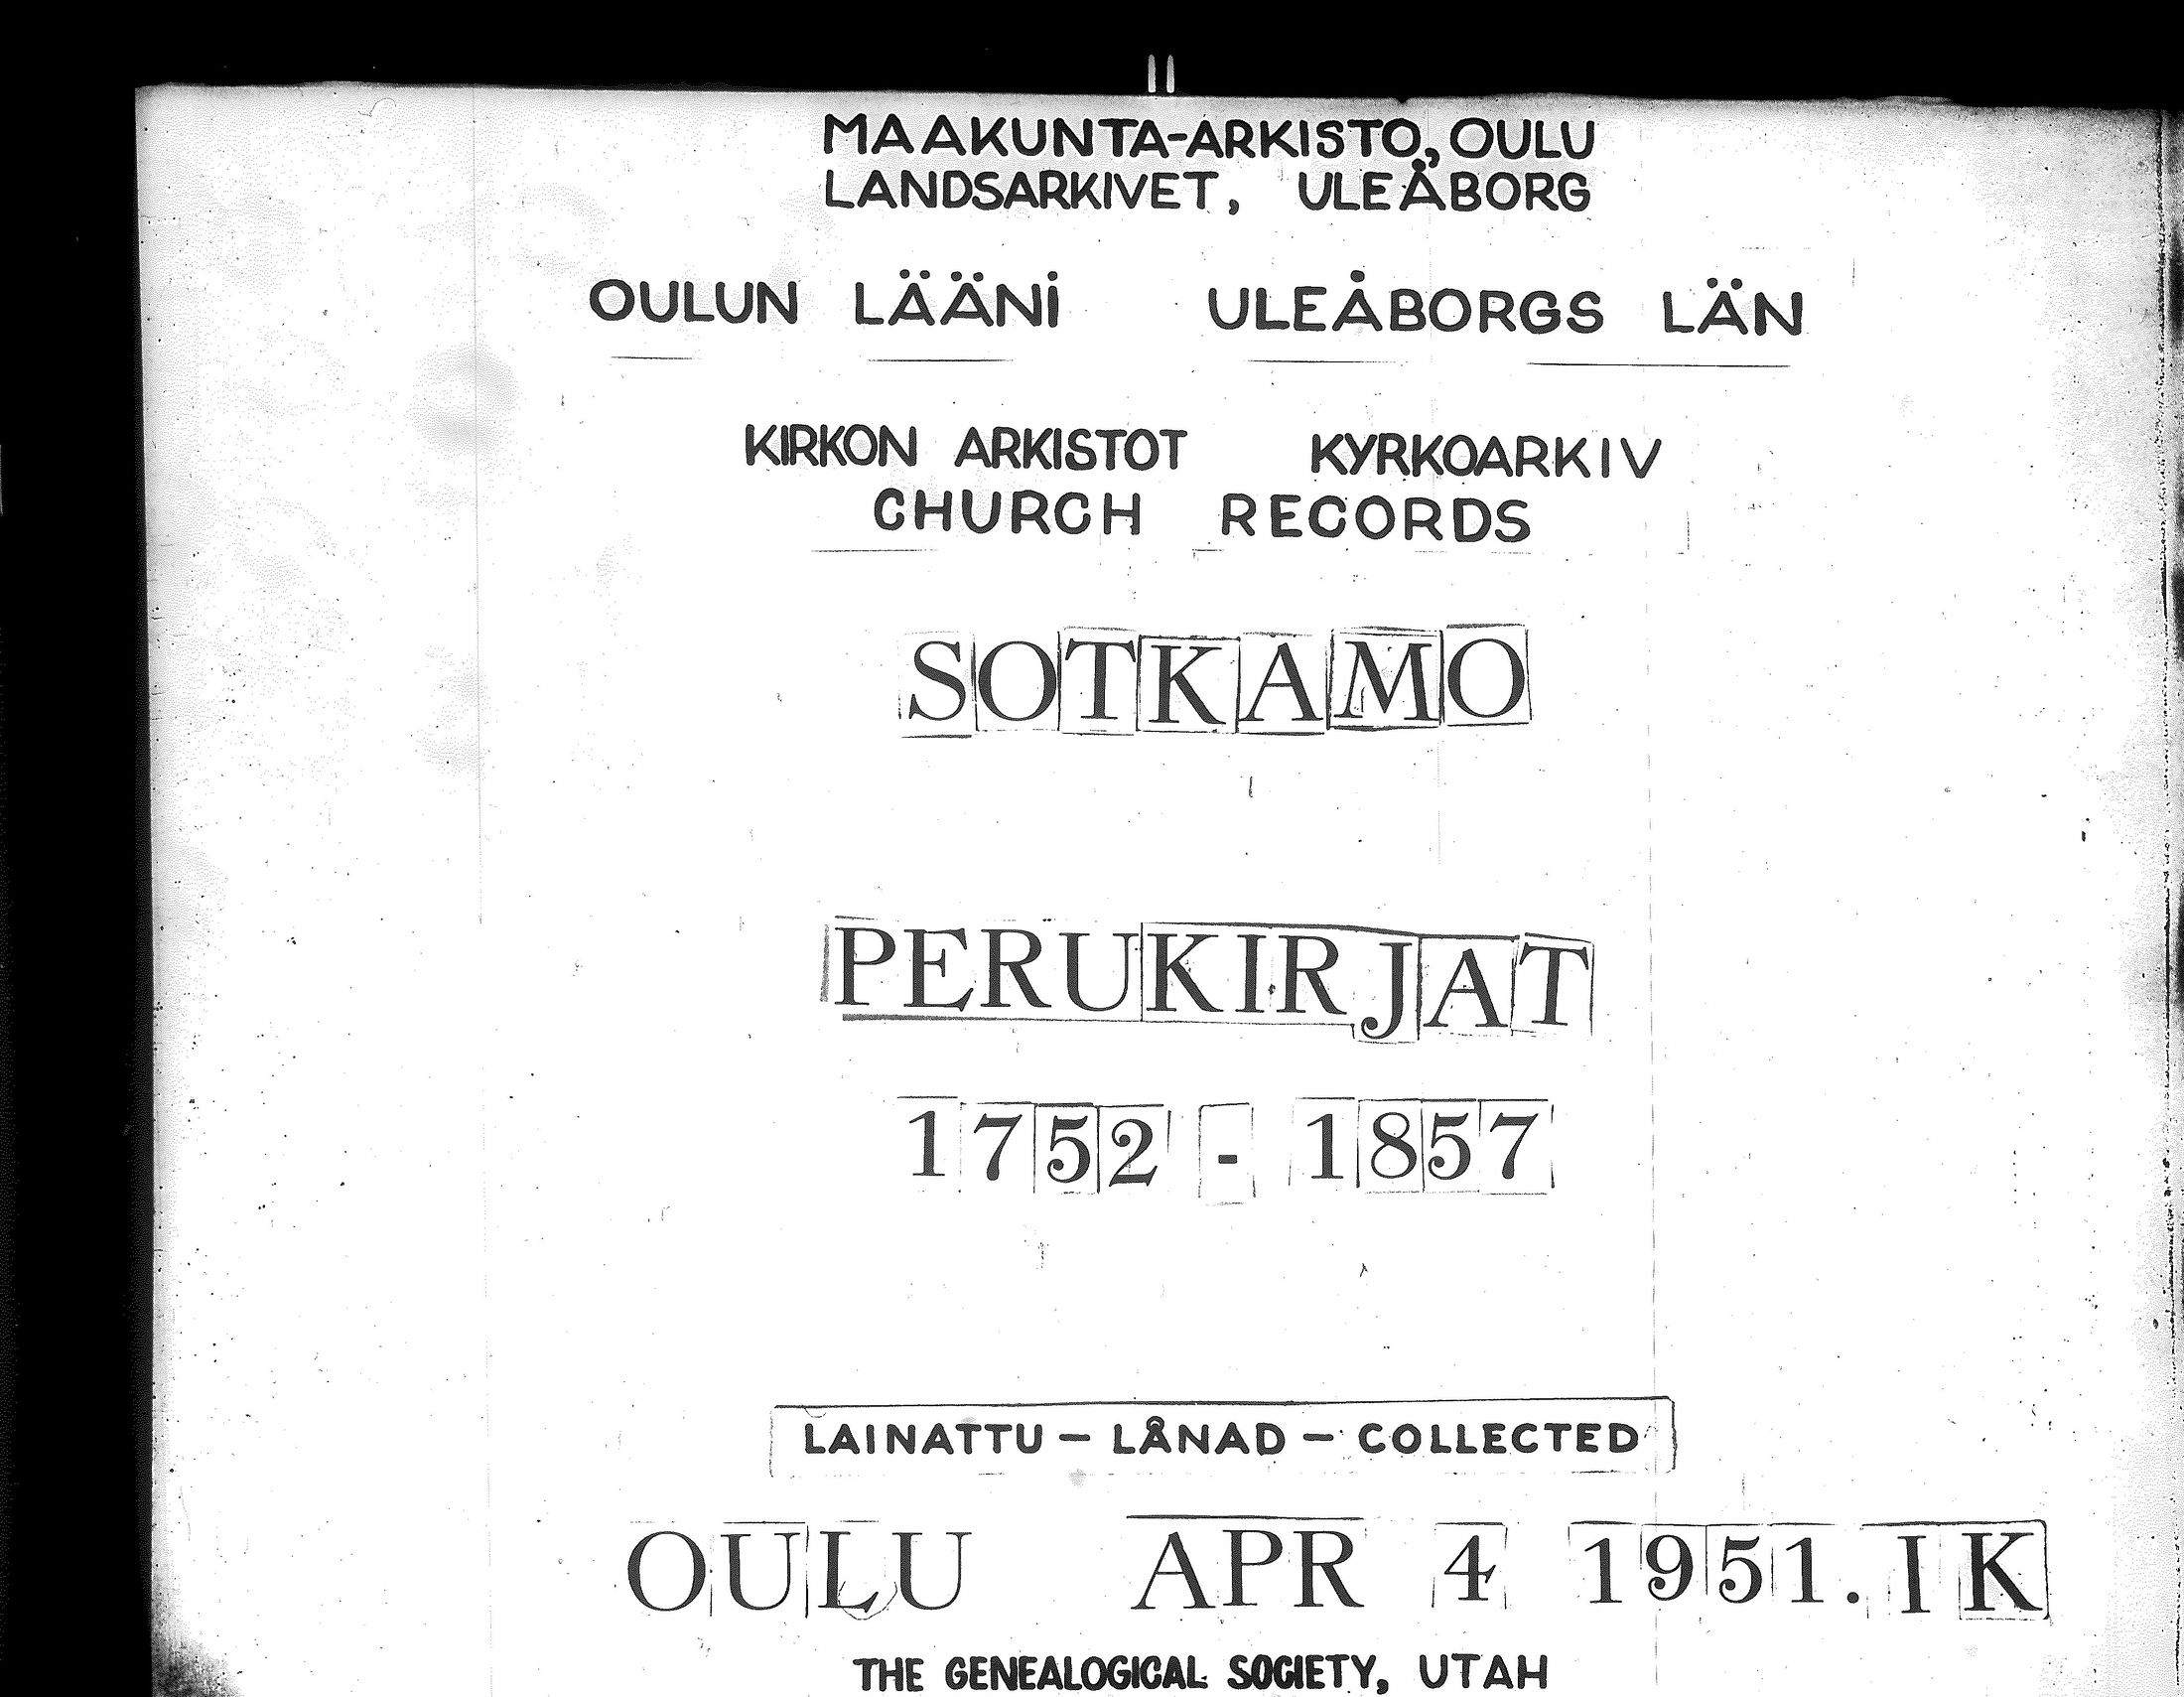 MAAKUNTA-ARKISTO, OULU
LANDSARKIVET, ULEÅBORG
OULUN LÄÄNI ULEÅBORGS LÄN
KIRKON ARKISTOT KYRKOARKIV
CHURCH RECORDS
SOTKAMO
PERUKIRJAT
1752 - 1857
LAINATTU - LÅNAD - COLLECTED
OULU APR 4 1951. IK
THE GENEALOGICAL SOCIETY, UTAH